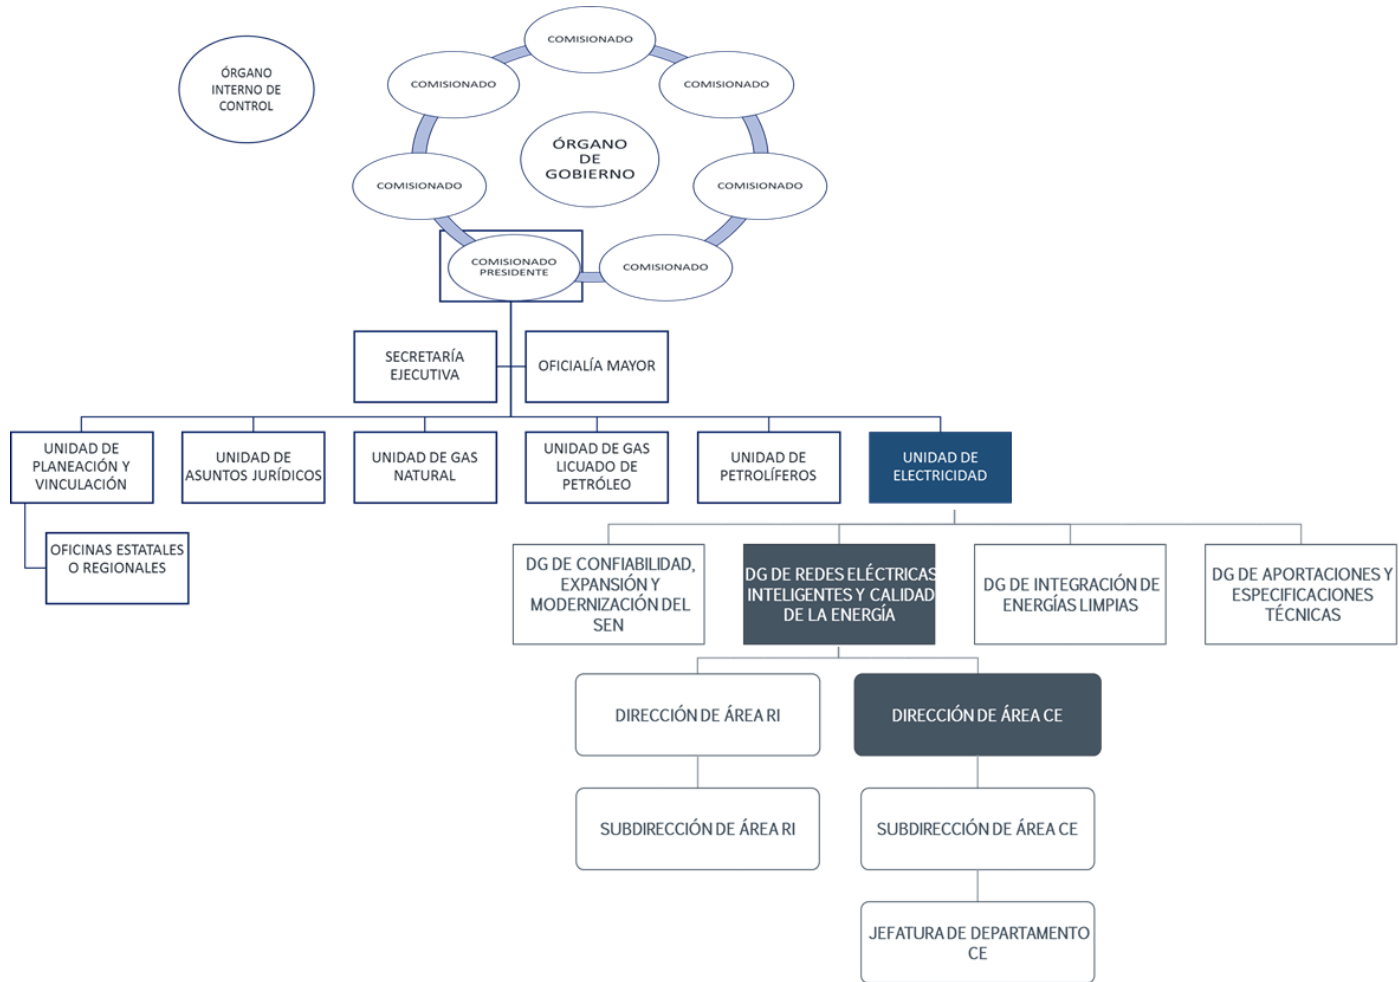 COMISIONADO
ÓRGANO
INTERNO DE
CONTROL
COMISIONADO
COMISIONADO
ÓRGANO
DE
GOBIERNO
COMISIONADO
COMISIONADO
COMISIONADO
PRESIDENTE
COMISIONADO
SECRETARÍA
EJECUTIVA
OFICIALÍA MAYOR
UNIDAD DE
PLANEACIÓN Y
VINCULACIÓN
UNIDAD DE
ASUNTOS JURÍDICOS
UNIDAD DE GAS
NATURAL
UNIDAD DE GAS
LICUADO DE
PETRÓLEO
UNIDAD DE
PETROLÍFEROS
UNIDAD DE
ELECTRICIDAD
OFICINAS ESTATALES
O REGIONALES
DG DE CONFIABILIDAD,
EXPANSIÓN Y
MODERNIZACIÓN DEL
SEN
DG DE REDES ELÉCTRICAS
INTELIGENTES Y CALIDAD
DE LA ENERGÍA
DG DE INTEGRACIÓN DE
ENERGÍAS LIMPIAS
DG DE APORTACIONES Y
ESPECIFICACIONES
TÉCNICAS
DIRECCIÓN DE ÁREA RI
DIRECCIÓN DE ÁREA CE
SUBDIRECCIÓN DE ÁREA RI
SUBDIRECCIÓN DE ÁREA CE
JEFATURA DE DEPARTAMENTO
CE